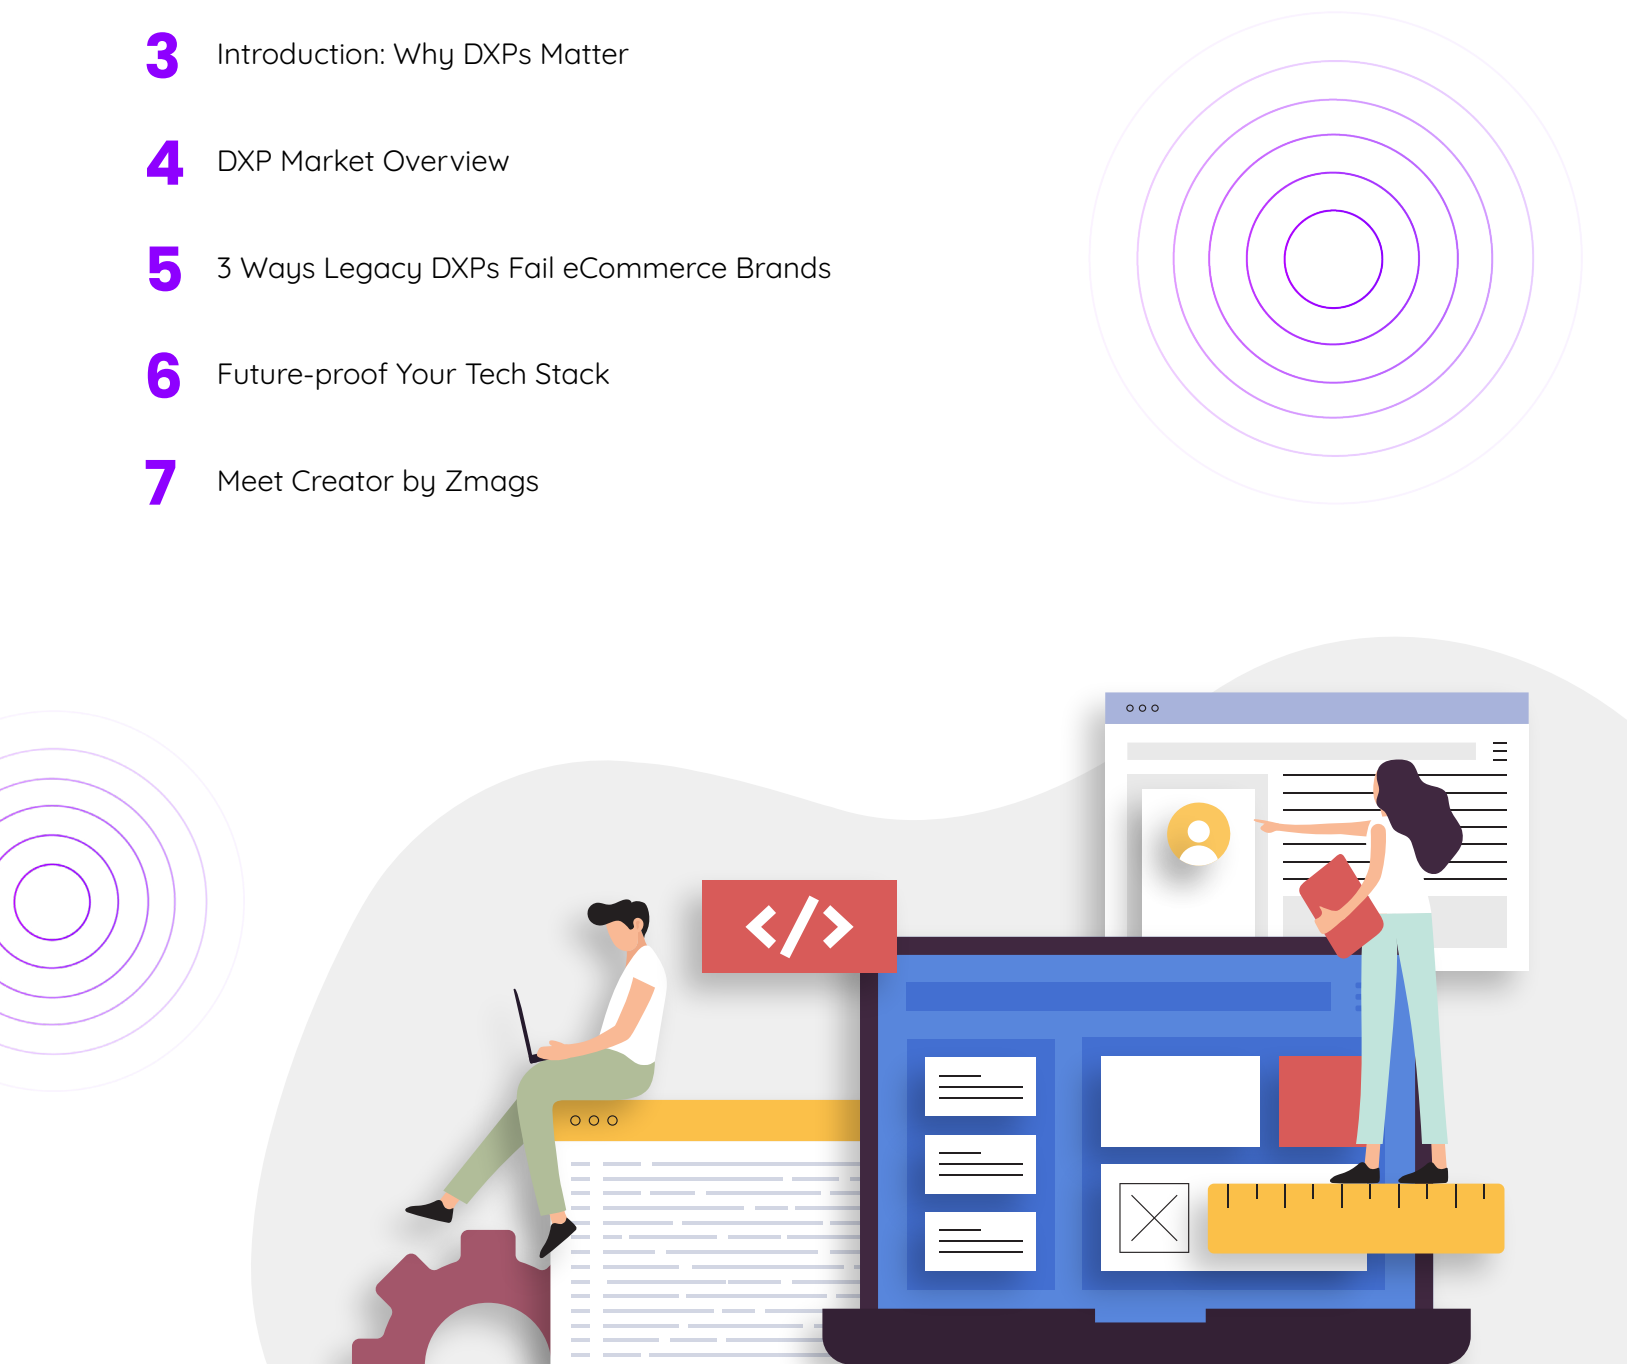 3 Introduction: Why DXPs Matter
4 DXP Market Overview
5 3 Ways Legacy DXPs Fail eCommerce Brands
6 Future-proof Your Tech Stack
7 Meet Creator by Zmags
</>